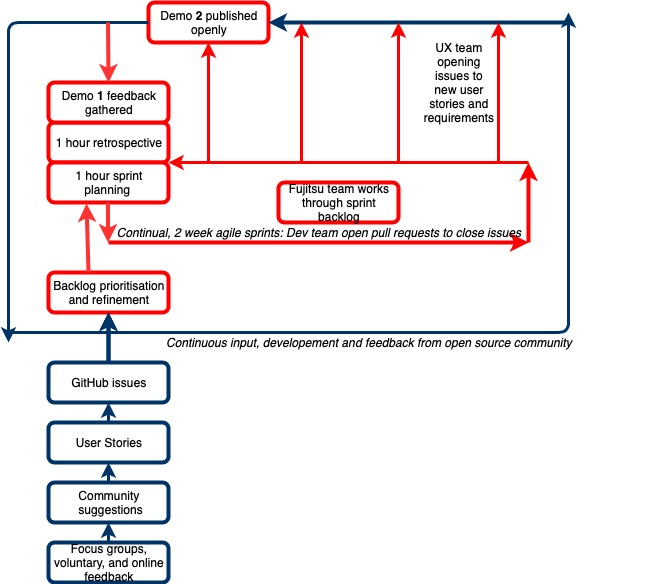 Demo 2 published
openly
UX team
opening
issues to
new user
stories and
requirements
Demo 1 feedback
gathered
1 hour retrospective
1 hour sprint
planning
Fujitsu team works
through sprint
backlog
Continual, 2 week agile sprints: Dev team open pull requests to close issues
Backlog prioritisation
and refinement
Continuous input, developement and feedback from open source community
GitHub issues
User Stories
Community
suggestions
Focus groups,
voluntary, and online
feedback